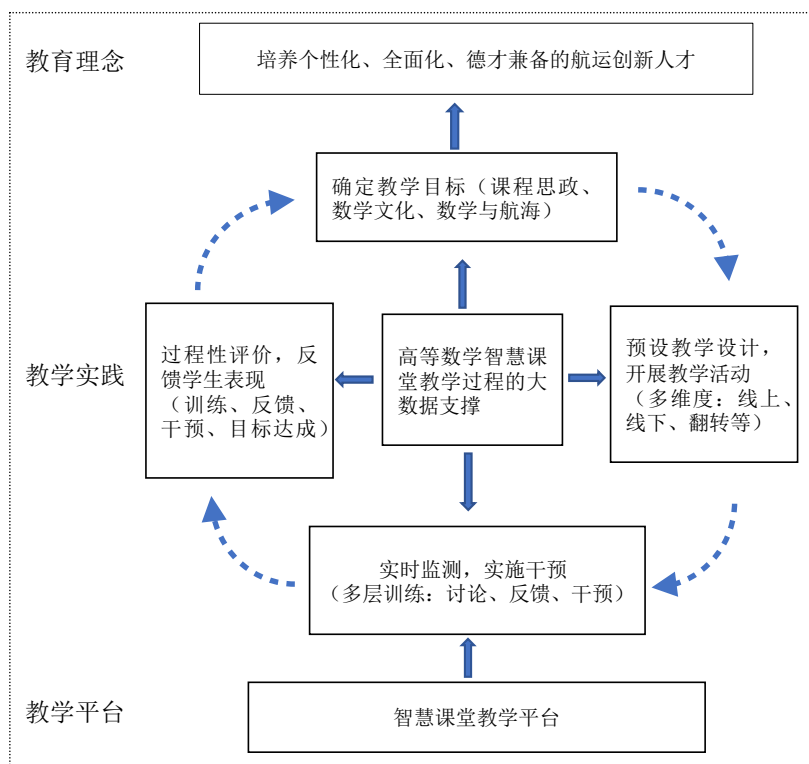 教育理念
培养个性化、全面化、德才兼备的航运创新人才
确定教学目标（课程思政、
数学文化、数学与航海）
教学实践
过程性评价，反
馈学生表现
（训练、反馈、
干预、目标达成）
高等数学智慧课
堂教学过程的大
数据支撑
预设教学设计，
开展教学活动
（多维度：线上、
线下、翻转等）
实时监测，实施干预
（多层训练：讨论、反馈、干预）
教学平台
智慧课堂教学平台